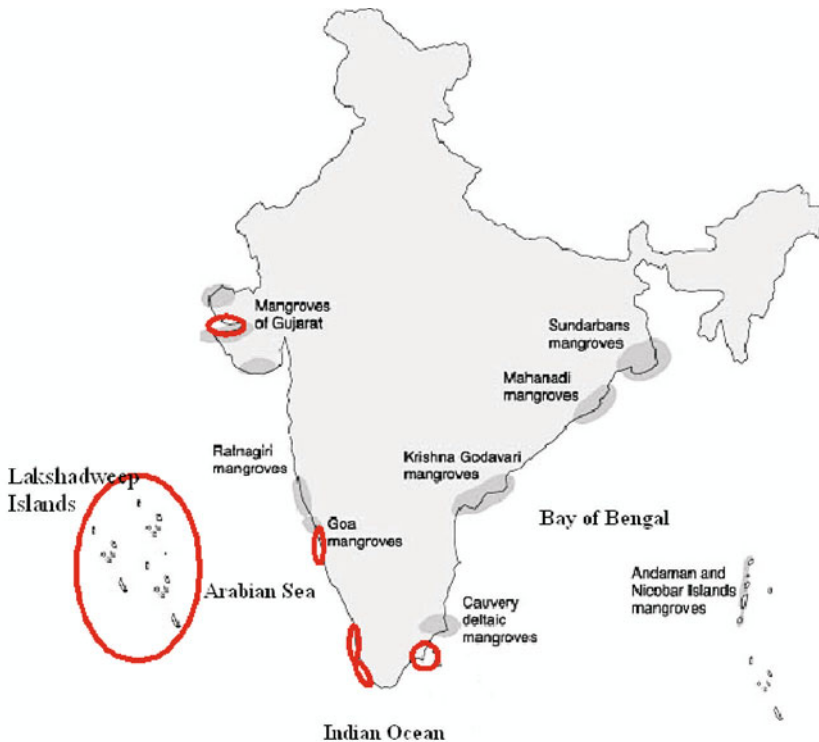 Mangroves
of Gujarat
Sundarbans
mangroves
Mahanadi
mangroves
Ratnagiri
mangroves
Krishna Godavari
mangroves
Lakshadweep
Islands
Goa
mangroves
Bay of Bengal
Arabian Sea
Andaman and
Nicobar Islands
mangroves
Cauvery
deltaic
mangroves
Indian Ocean